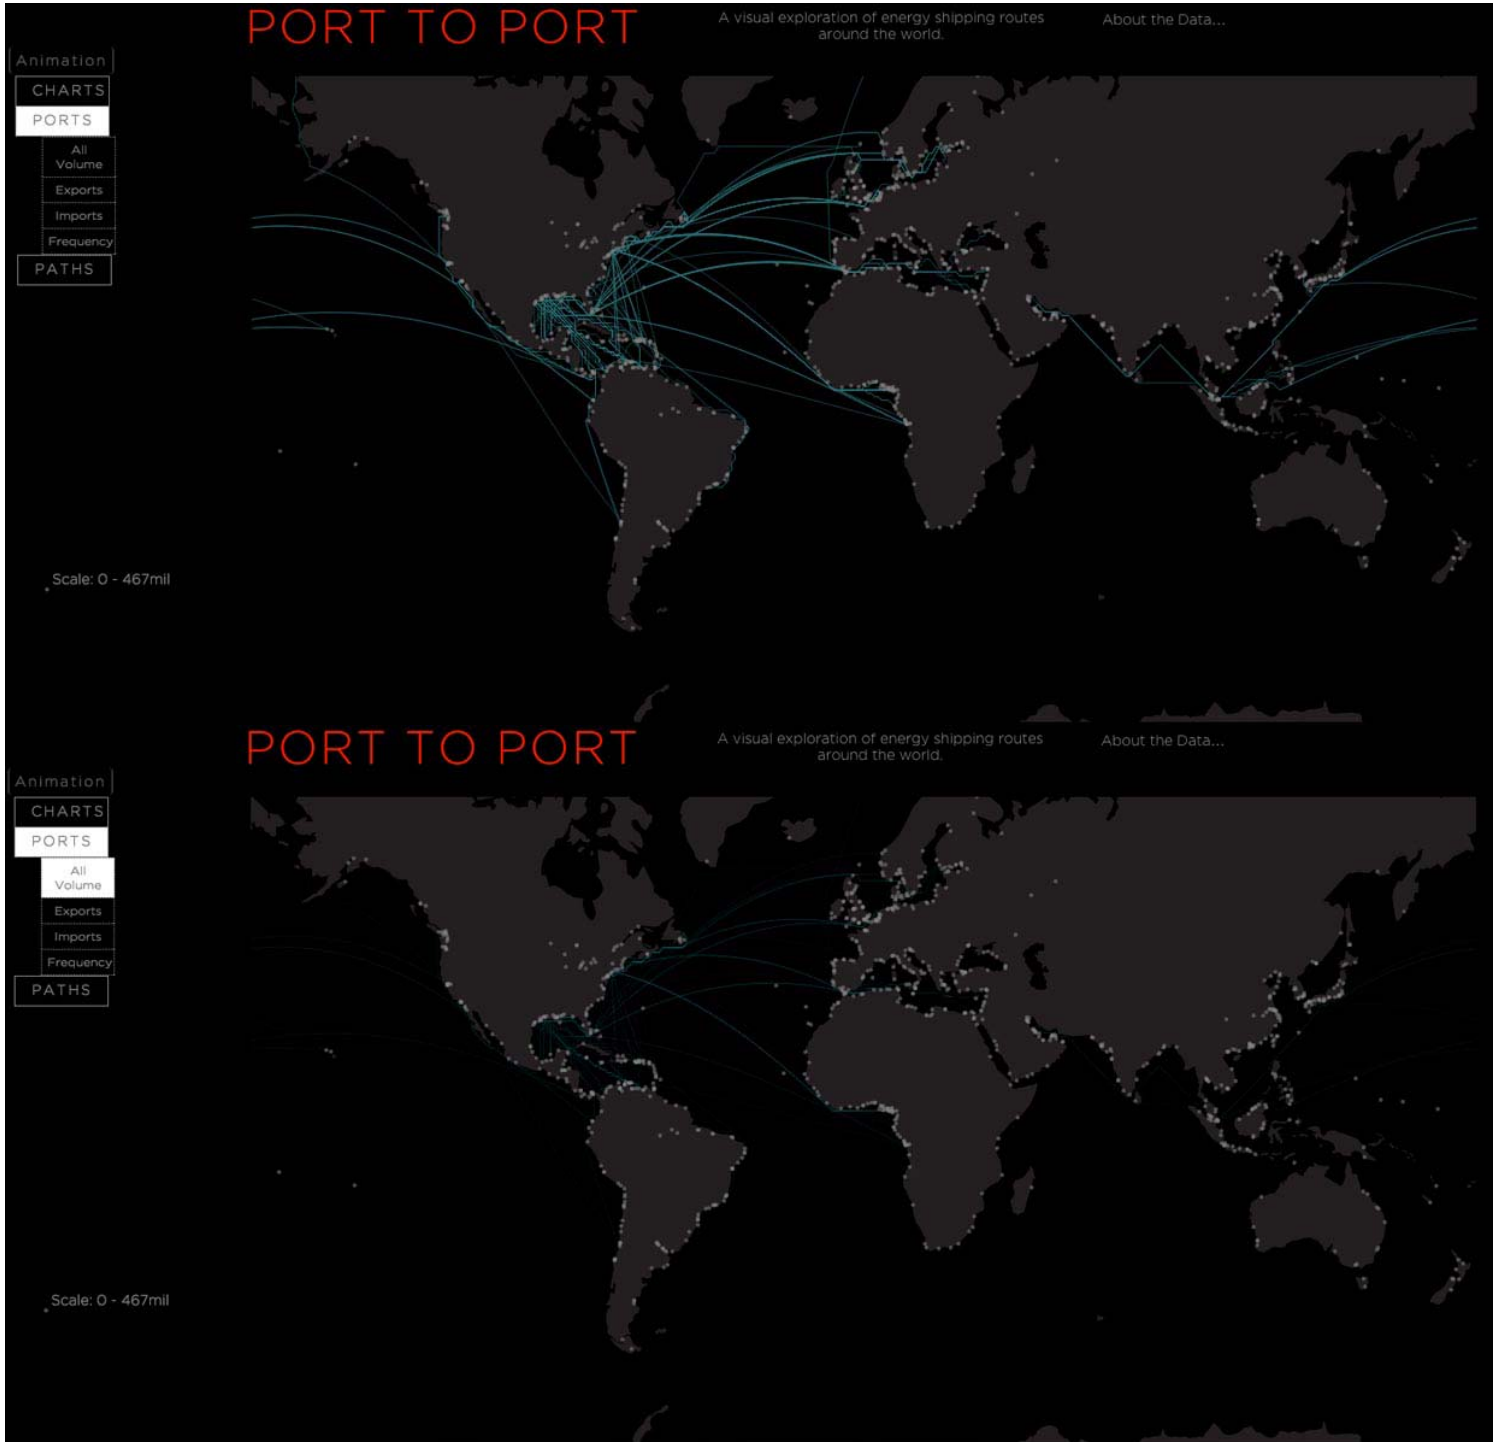 PORT TO PORT
A visual exploration of energy shipping routes
around the world.
About the Data...
[Animation]
CHARTS
PORTS
All
Volume
Exports
Imports
Frequency
PATHS
Scale: 0 - 467mil
PORT TO PORT
A visual exploration of energy shipping routes
around the world.
About the Data...
[Animation]
CHARTS
PORTS
All
Volume
Exports
Imports
Frequency
PATHS
Scale: 0 - 467mil